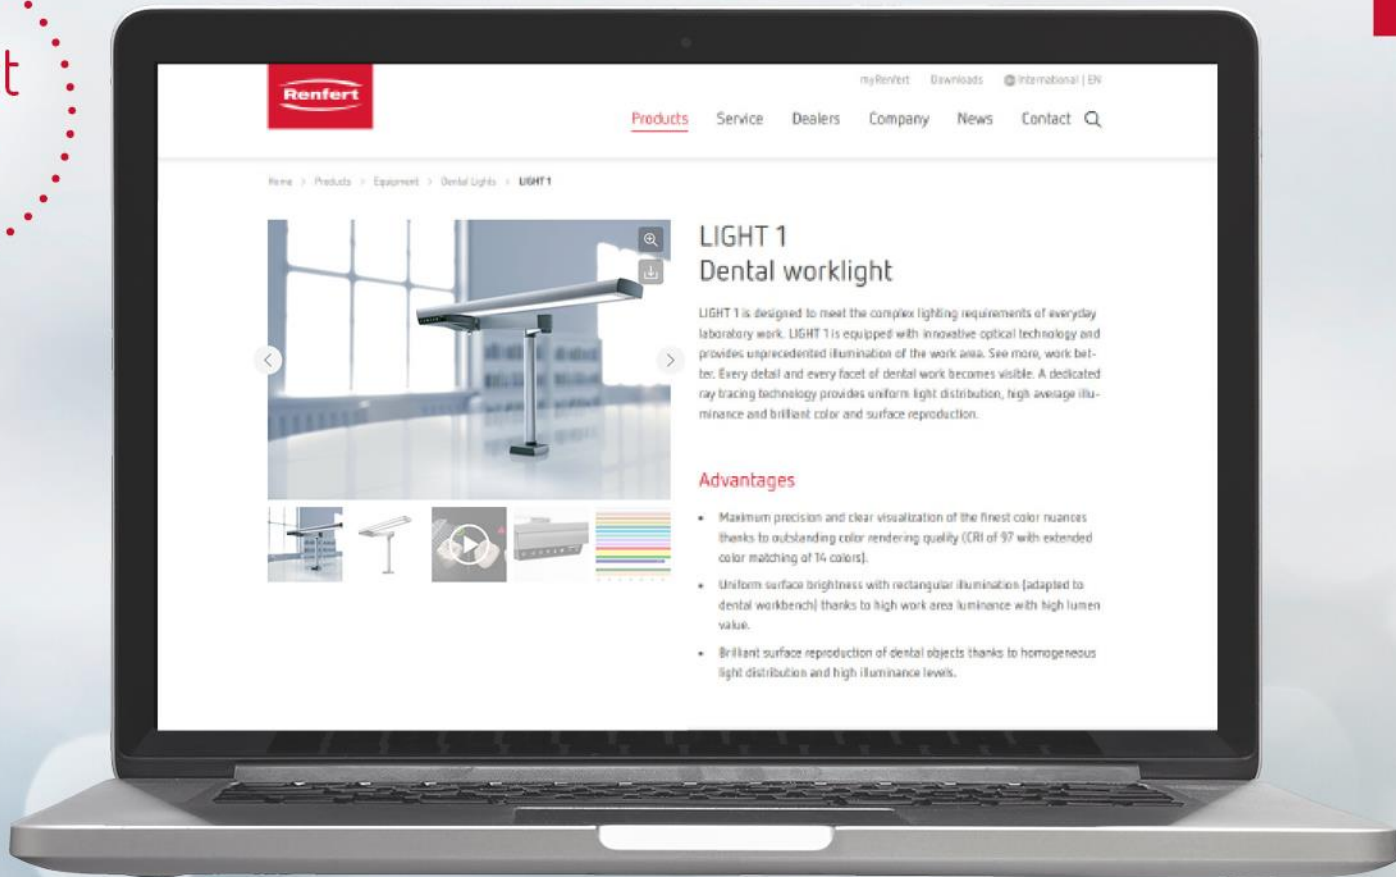 t
Renfert
myRenfert Downloads International | EN
Products Service Dealers Company News Contact
Home > Products > Equipment > Dental Lights > LIGHT 1
LIGHT 1
Dental worklight
LIGHT 1 is designed to meet the complex lighting requirements of everyday
laboratory work. LIGHT 1 is equipped with innovative optical technology and
provides unprecedented illumination of the work area. See more, work bet-
ter. Every detail and every facet of dental work becomes visible. A dedicated
ray tracing technology provides uniform light distribution, high average illu-
minance and brilliant color and surface reproduction.
Advantages
• Maximum precision and clear visualization of the finest color nuances
thanks to outstanding color rendering quality (CRI of 97 with extended
color matching of 14 colors).
• Uniform surface brightness with rectangular illumination (adapted to
dental workbench) thanks to high work area luminance with high lumen
value.
• Brilliant surface reproduction of dental objects thanks to homogeneous
light distribution and high illuminance levels.